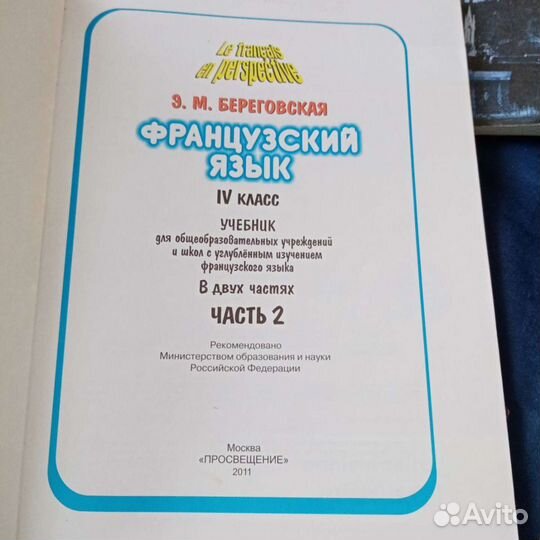 Le français
en perspective
Э. М. БЕРЕГОВСКАЯ
ФРАНЦУЗСКИЙ
ЯЗЫК
IV КЛАСС
УЧЕБНИК
для общеобразовательных учреждений
и школ с углублённым изучением
французского языка
В двух частях
ЧАСТЬ 2
Рекомендовано
Министерством образования и науки
Российской Федерации
Москва
«ПРОСВЕЩЕНИЕ»
2011
Avito